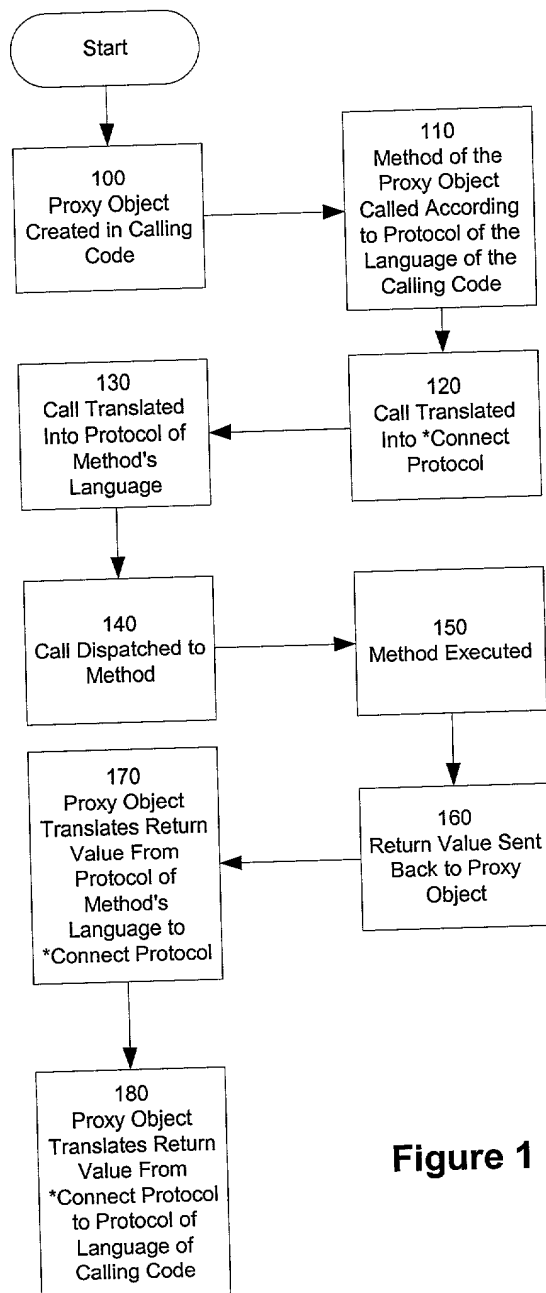 Start
100
Proxy Object
Created in Calling
Code
110
Method of the
Proxy Object
Called According
to Protocol of the
Language of the
Calling Code
120
Call Translated
Into *Connect
Protocol
130
Call Translated
Into Protocol of
Method's
Language
140
Call Dispatched to
Method
150
Method Executed
160
Return Value Sent
Back to Proxy
Object
170
Proxy Object
Translates Return
Value From
Protocol of
Method's
Language to
*Connect Protocol
180
Proxy Object
Translates Return
Value From
*Connect Protocol
to Protocol of
Language of
Calling Code
Figure 1